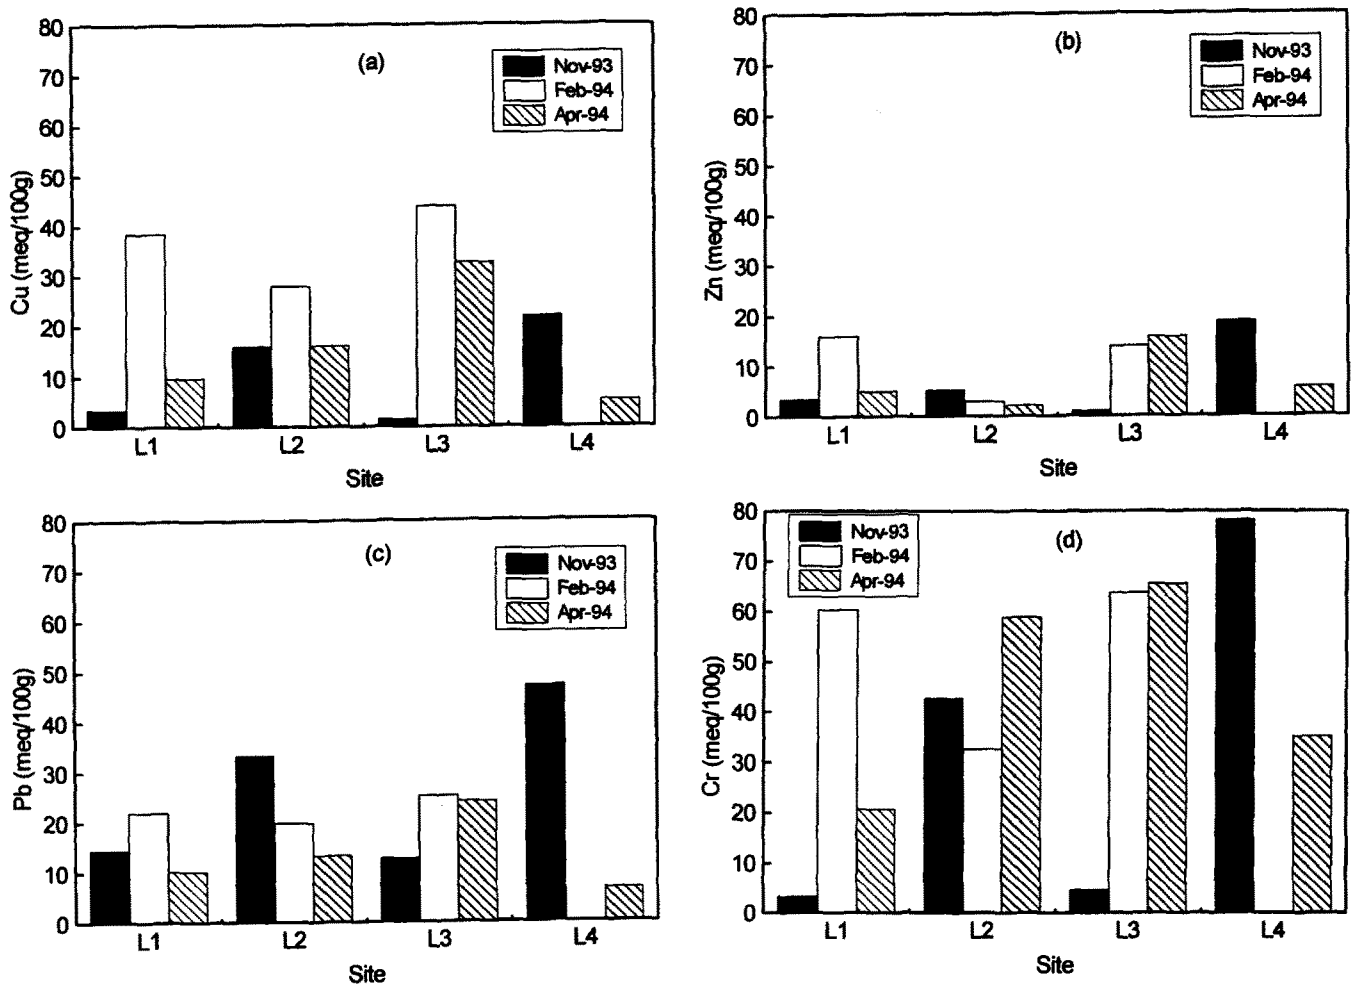 (a)
Nov-93
Feb-94
Apr-94
Cu (meq/100g)
80
70
60
50
40
30
20
10
0
L1 L2 L3 L4
Site
(b)
Nov-93
Feb-94
Apr-94
Zn (meq/100g)
80
70
60
50
40
30
20
10
0
L1 L2 L3 L4
Site
(c)
Nov-93
Feb-94
Apr-94
Pb (meq/100g)
80
70
60
50
40
30
20
10
0
L1 L2 L3 L4
Site
(d)
Nov-93
Feb-94
Apr-94
Cr (meq/100g)
80
70
60
50
40
30
20
10
0
L1 L2 L3 L4
Site